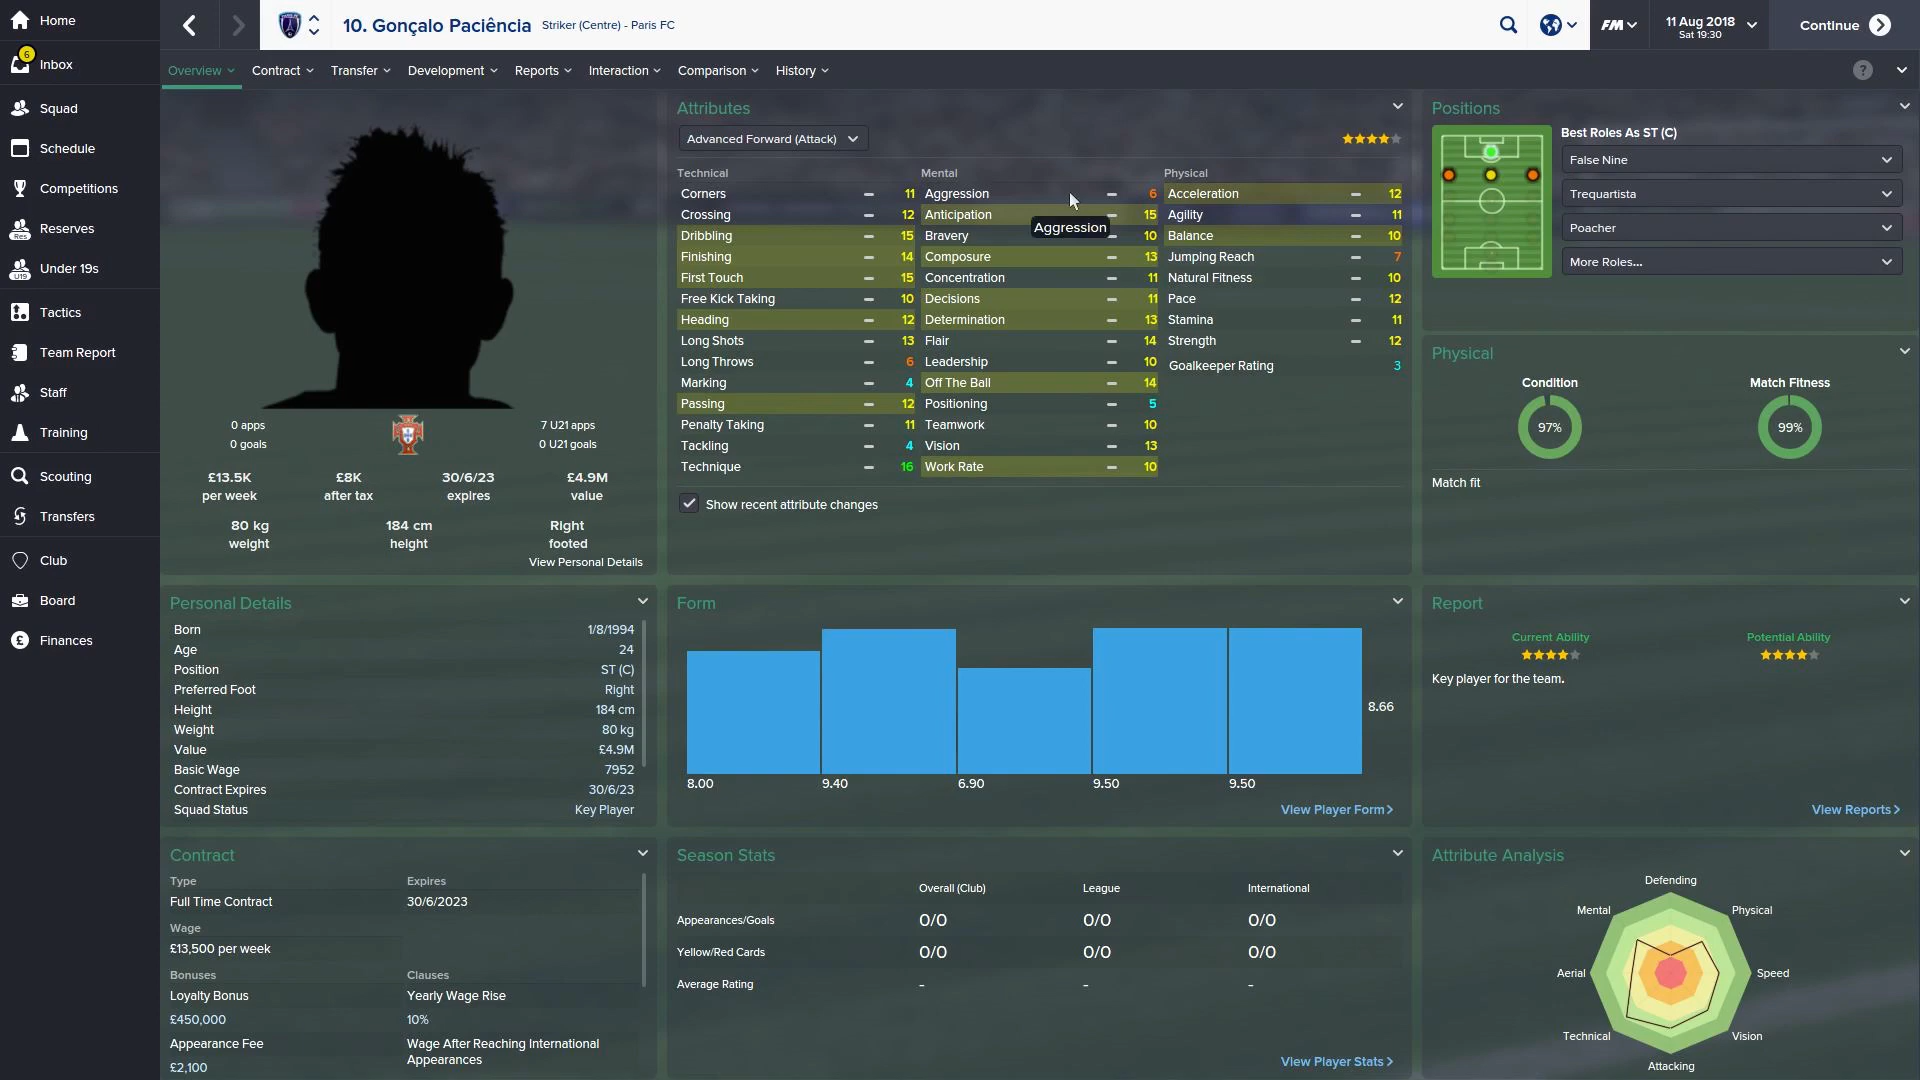 Home
6
Inbox
Squad
Schedule
Competitions
Res
Reserves
U19
Under 19s
Tactics
Team Report
Staff
Training
Scouting
Transfers
Club
Board
£ Finances
10. Gonçalo Paciência
Striker (Centre) - Paris FC
FM
11 Aug 2018
Sat 19:30
Continue
Overview
Contract
Transfer
Development
Reports
Interaction
Comparison
History
?
0 apps
0 goals
7 U21 apps
0 U21 goals
£13.5K
per week
£8K
after tax
30/6/23
expires
£4.9M
value
80 kg
weight
184 cm
height
Right
footed
View Personal Details
Attributes
Advanced Forward (Attack)
Technical
Corners - 11
Crossing - 12
Dribbling - 15
Finishing - 14
First Touch - 15
Free Kick Taking - 10
Heading - 12
Long Shots - 13
Long Throws - 6
Marking - 4
Passing - 12
Penalty Taking - 11
Tackling - 4
Technique - 16
Mental
Aggression - 6
Anticipation - 15
Aggression
Bravery - 10
Composure - 13
Concentration - 11
Decisions - 11
Determination - 13
Flair - 14
Leadership - 10
Off The Ball - 14
Positioning - 5
Teamwork - 10
Vision - 13
Work Rate - 10
Physical
Acceleration - 12
Agility - 11
Balance - 10
Jumping Reach - 7
Natural Fitness - 10
Pace - 12
Stamina - 11
Strength - 12
Goalkeeper Rating 3
Show recent attribute changes
Positions
Best Roles As ST (C)
False Nine
Trequartista
Poacher
More Roles...
Physical
Condition
97%
Match Fitness
99%
Match fit
Personal Details
Born 1/8/1994
Age 24
Position ST (C)
Preferred Foot Right
Height 184 cm
Weight 80 kg
Value £4.9M
Basic Wage 7952
Contract Expires 30/6/23
Squad Status Key Player
Form
8.66
8.00 9.40 6.90 9.50 9.50
View Player Form >
Report
Current Ability
Potential Ability
Key player for the team.
View Reports >
Contract
Type
Full Time Contract
Expires
30/6/2023
Wage
£13,500 per week
Bonuses
Loyalty Bonus
£450,000
Appearance Fee
£2,100
Clauses
Yearly Wage Rise
10%
Wage After Reaching International
Appearances
Season Stats
Overall (Club) League International
Appearances/Goals 0/0 0/0 0/0
Yellow/Red Cards 0/0 0/0 0/0
Average Rating - - -
View Player Stats >
Attribute Analysis
Defending
Mental
Physical
Aerial
Speed
Technical
Vision
Attacking